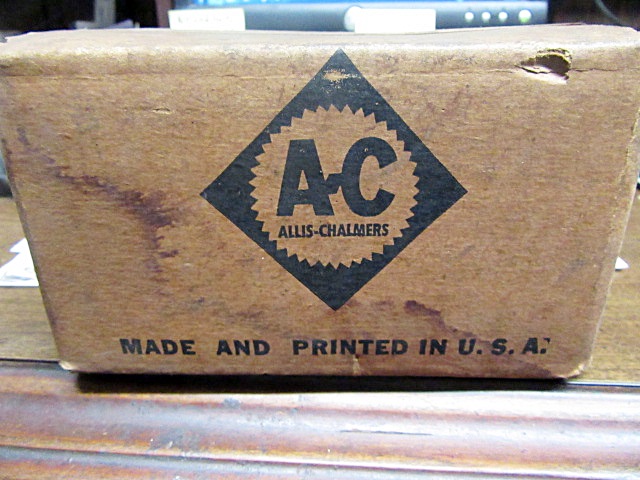 A-C
ALLIS-CHALMERS
MADE AND PRINTED IN U.S.A.